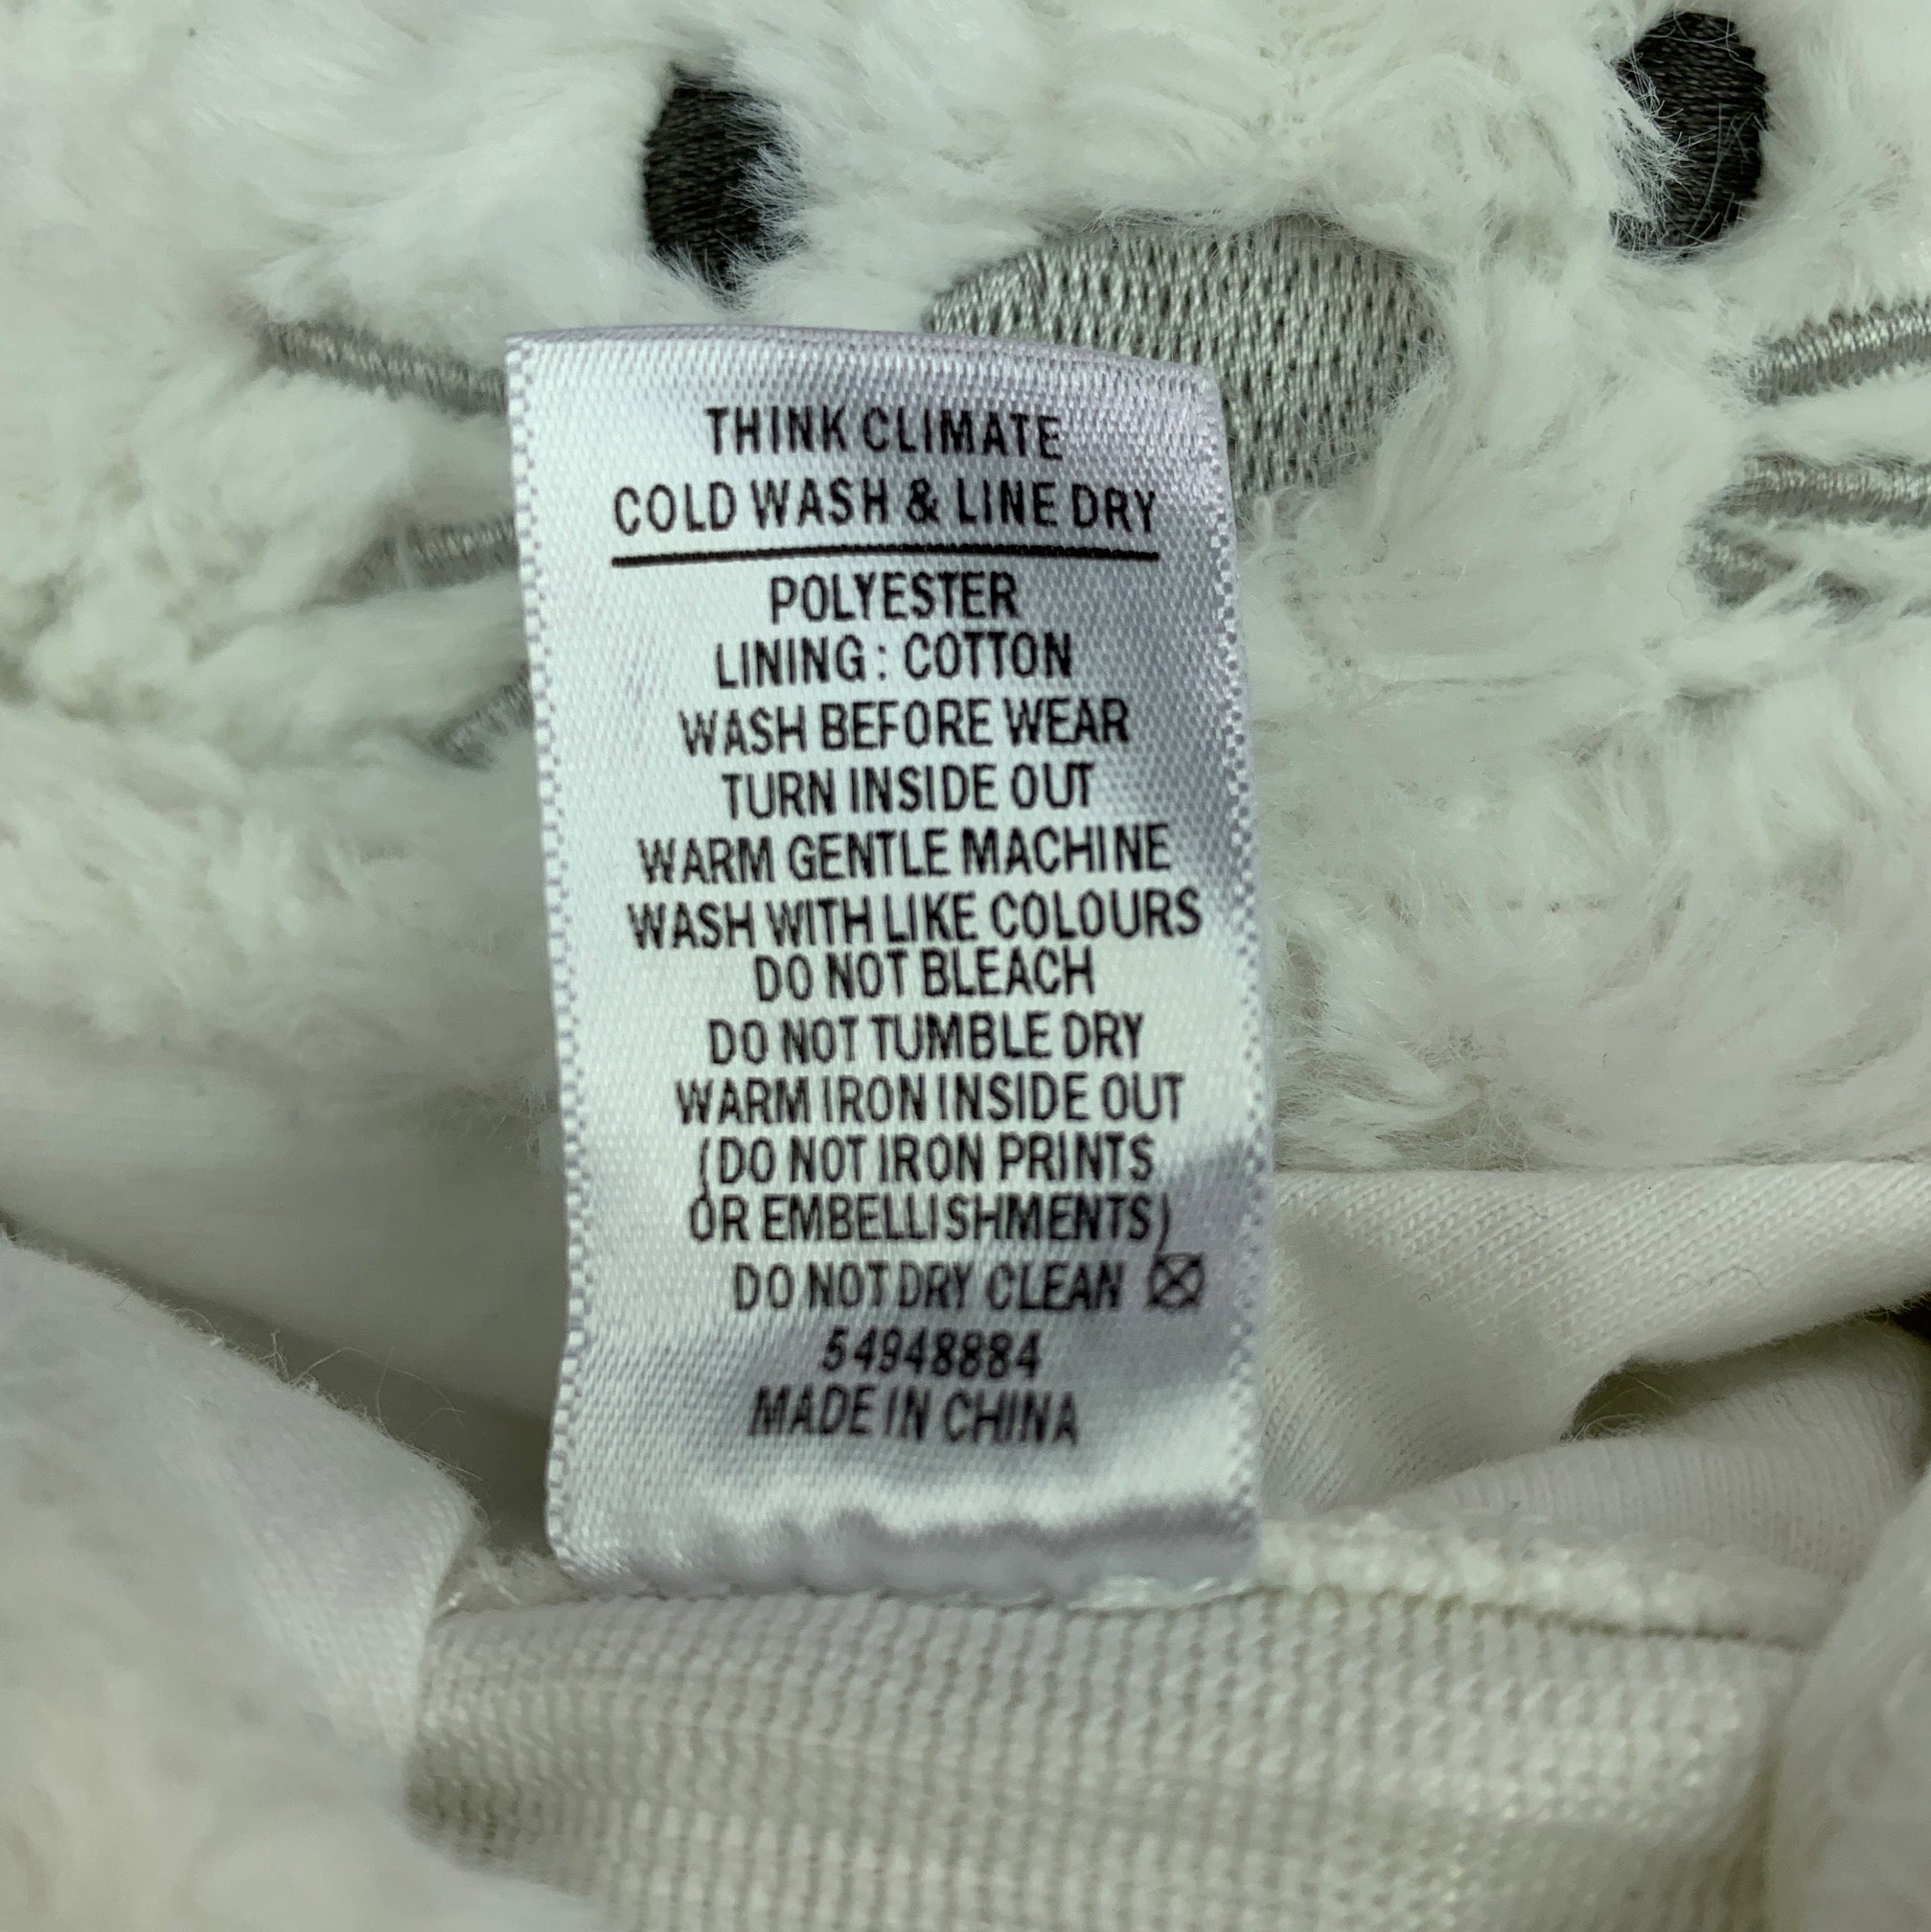 THINK CLIMATE
COLD WASH & LINE DRY
POLYESTER
LINING : COTTON
WASH BEFORE WEAR
TURN INSIDE OUT
WARM GENTLE MACHINE
WASH WITH LIKE COLOURS
DO NOT BLEACH
DO NOT TUMBLE DRY
WARM IRON INSIDE OUT
(DO NOT IRON PRINTS
OR EMBELLISHMENTS)
DO NOT DRY CLEAN
54948884
MADE IN CHINA